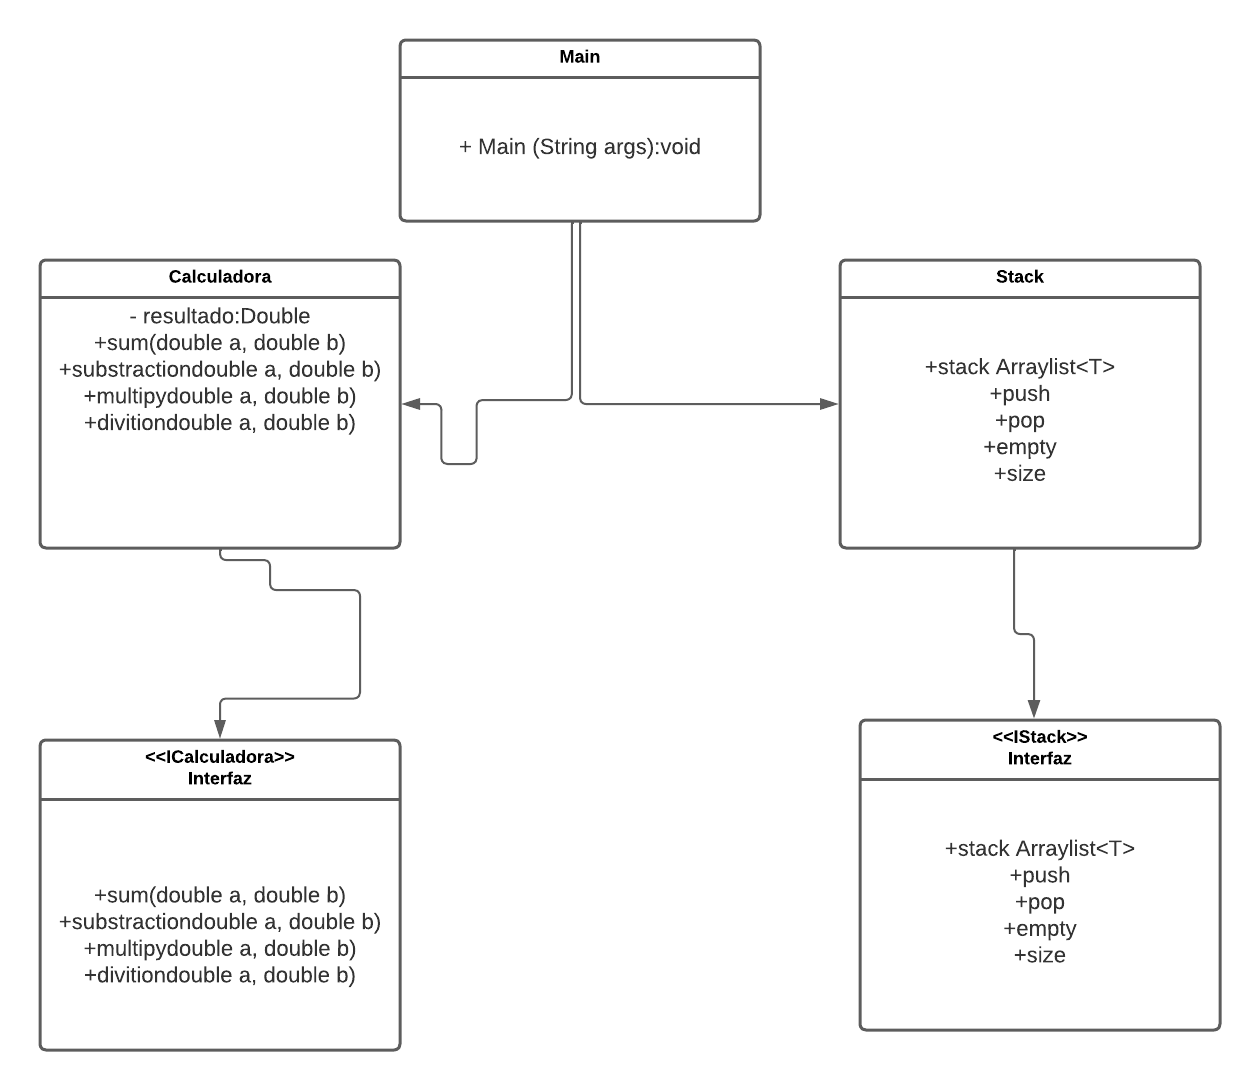 Main
+ Main (String args):void
Calculadora
- resultado:Double
+sum(double a, double b)
+substractiondouble a, double b)
+multipydouble a, double b)
+divitiondouble a, double b)
Stack
+stack Arraylist<T>
+push
+pop
+empty
+size
<<ICalculadora>>
Interfaz
+sum(double a, double b)
+substractiondouble a, double b)
+multipydouble a, double b)
+divitiondouble a, double b)
<<IStack>>
Interfaz
+stack Arraylist<T>
+push
+pop
+empty
+size